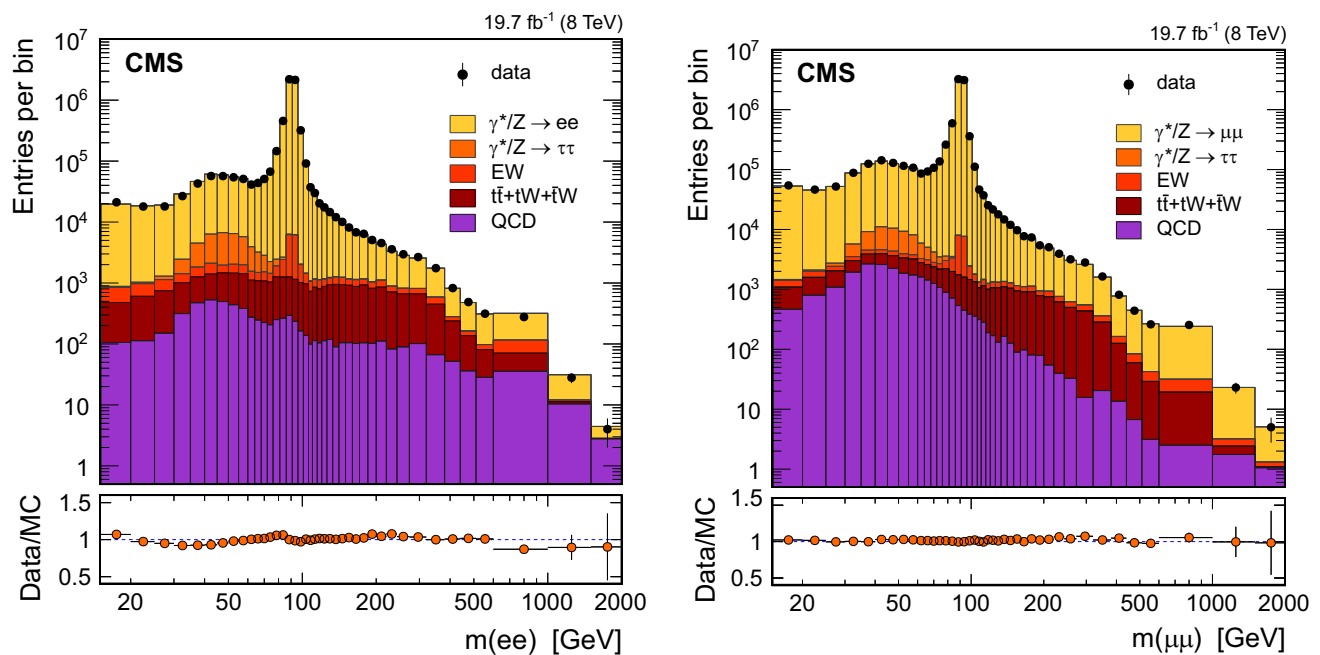 19.7 fb⁻¹ (8 TeV)
CMS
Entries per bin
10⁷
10⁶
10⁵
10⁴
10³
10²
10
1
data
γ*/Z → ee
γ*/Z → ττ
EW
tt̄+tW+t̄W
QCD
Data/MC
1.5
1
0.5
20 50 100 200 500 1000 2000
m(ee) [GeV]
19.7 fb⁻¹ (8 TeV)
CMS
Entries per bin
10⁷
10⁶
10⁵
10⁴
10³
10²
10
1
data
γ*/Z → μμ
γ*/Z → ττ
EW
tt̄+tW+t̄W
QCD
Data/MC
1.5
1
0.5
20 50 100 200 500 1000 2000
m(μμ) [GeV]